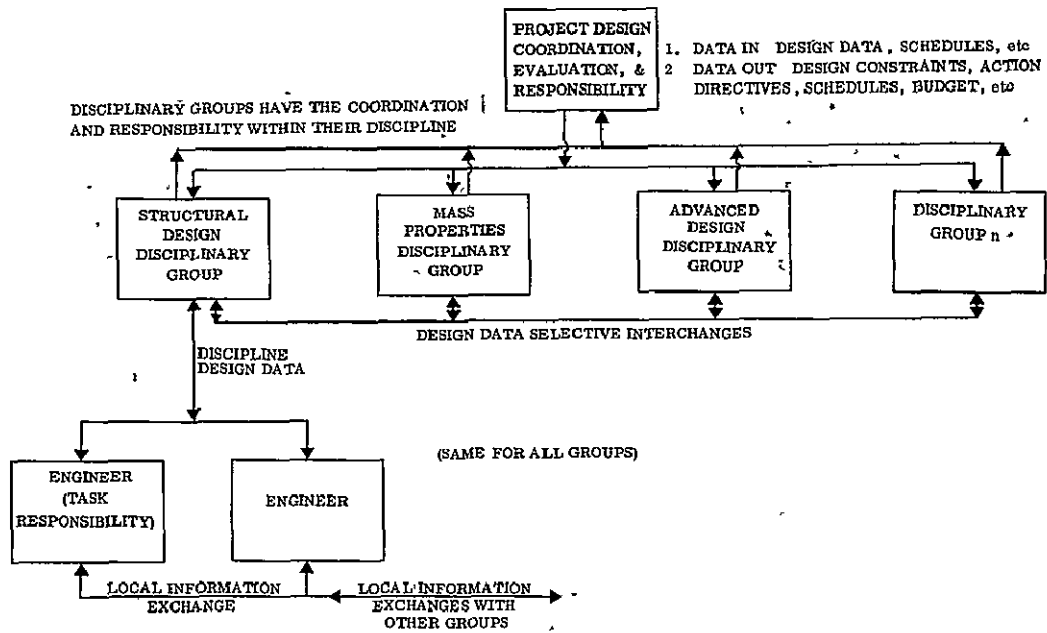 PROJECT DESIGN
COORDINATION,
EVALUATION, &
RESPONSIBILITY
1. DATA IN DESIGN DATA, SCHEDULES, etc
2 DATA OUT DESIGN CONSTRAINTS, ACTION
DIRECTIVES, SCHEDULES, BUDGET, etc
DISCIPLINARY GROUPS HAVE THE COORDINATION
AND RESPONSIBILITY WITHIN THEIR DISCIPLINE
STRUCTURAL
DESIGN
DISCIPLINARY
GROUP
MASS
PROPERTIES
DISCIPLINARY
GROUP
ADVANCED
DESIGN
DISCIPLINARY
GROUP
DISCIPLINARY
GROUP n
DESIGN DATA SELECTIVE INTERCHANGES
DISCIPLINE
DESIGN DATA
(SAME FOR ALL GROUPS)
ENGINEER
(TASK
RESPONSIBILITY)
ENGINEER
LOCAL INFORMATION
EXCHANGE
LOCAL INFORMATION
EXCHANGES WITH
OTHER GROUPS